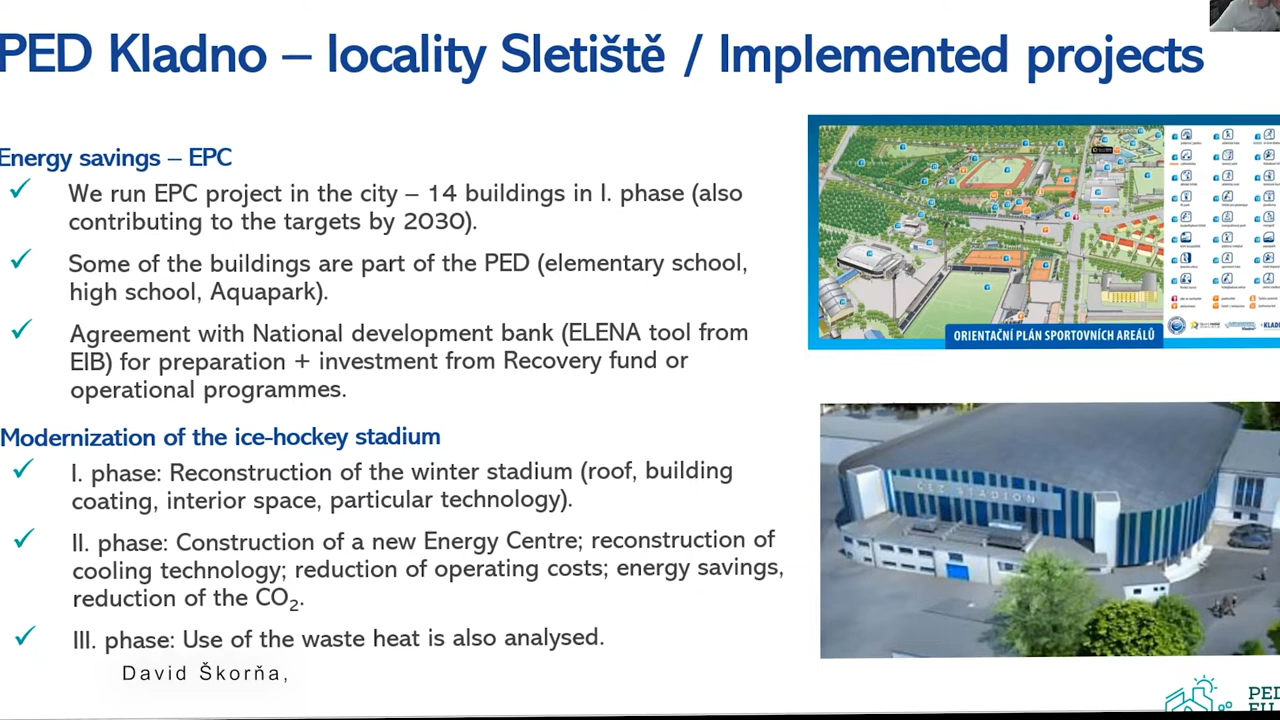 PED Kladno – locality Sletiště / Implemented projects
Energy savings – EPC
We run EPC project in the city – 14 buildings in I. phase (also
contributing to the targets by 2030).
Some of the buildings are part of the PED (elementary school,
high school, Aquapark).
Agreement with National development bank (ELENA tool from
EIB) for preparation + investment from Recovery fund or
operational programmes.
Modernization of the ice-hockey stadium
I. phase: Reconstruction of the winter stadium (roof, building
coating, interior space, particular technology).
II. phase: Construction of a new Energy Centre; reconstruction of
cooling technology; reduction of operating costs; energy savings,
reduction of the CO₂.
III. phase: Use of the waste heat is also analysed.
David Škorňa,
ORIENTAČNÍ PLÁN SPORTOVNÍCH AREÁLŮ
ČEZ STADION
PED
EU